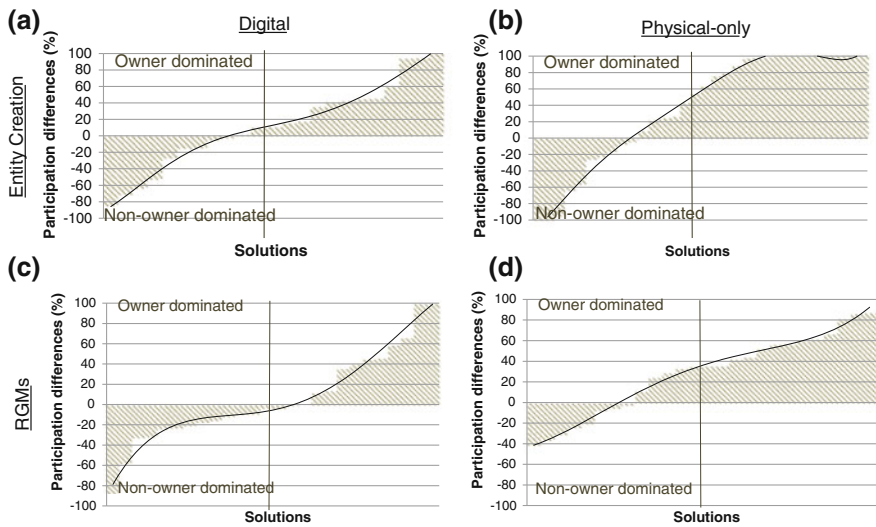 (a)
Digital
(b)
Physical-only
Entity Creation
Participation differences (%)
100
80
60
40
20
0
-20
-40
-60
-80
-100
Owner dominated
Non-owner dominated
Solutions
Participation differences (%)
100
80
60
40
20
0
-20
-40
-60
-80
-100
Owner dominated
Non-owner dominated
Solutions
(c)
RGMs
Participation differences (%)
100
80
60
40
20
0
-20
-40
-60
-80
-100
Owner dominated
Non-owner dominated
Solutions
(d)
Participation differences (%)
100
80
60
40
20
0
-20
-40
-60
-80
-100
Owner dominated
Non-owner dominated
Solutions